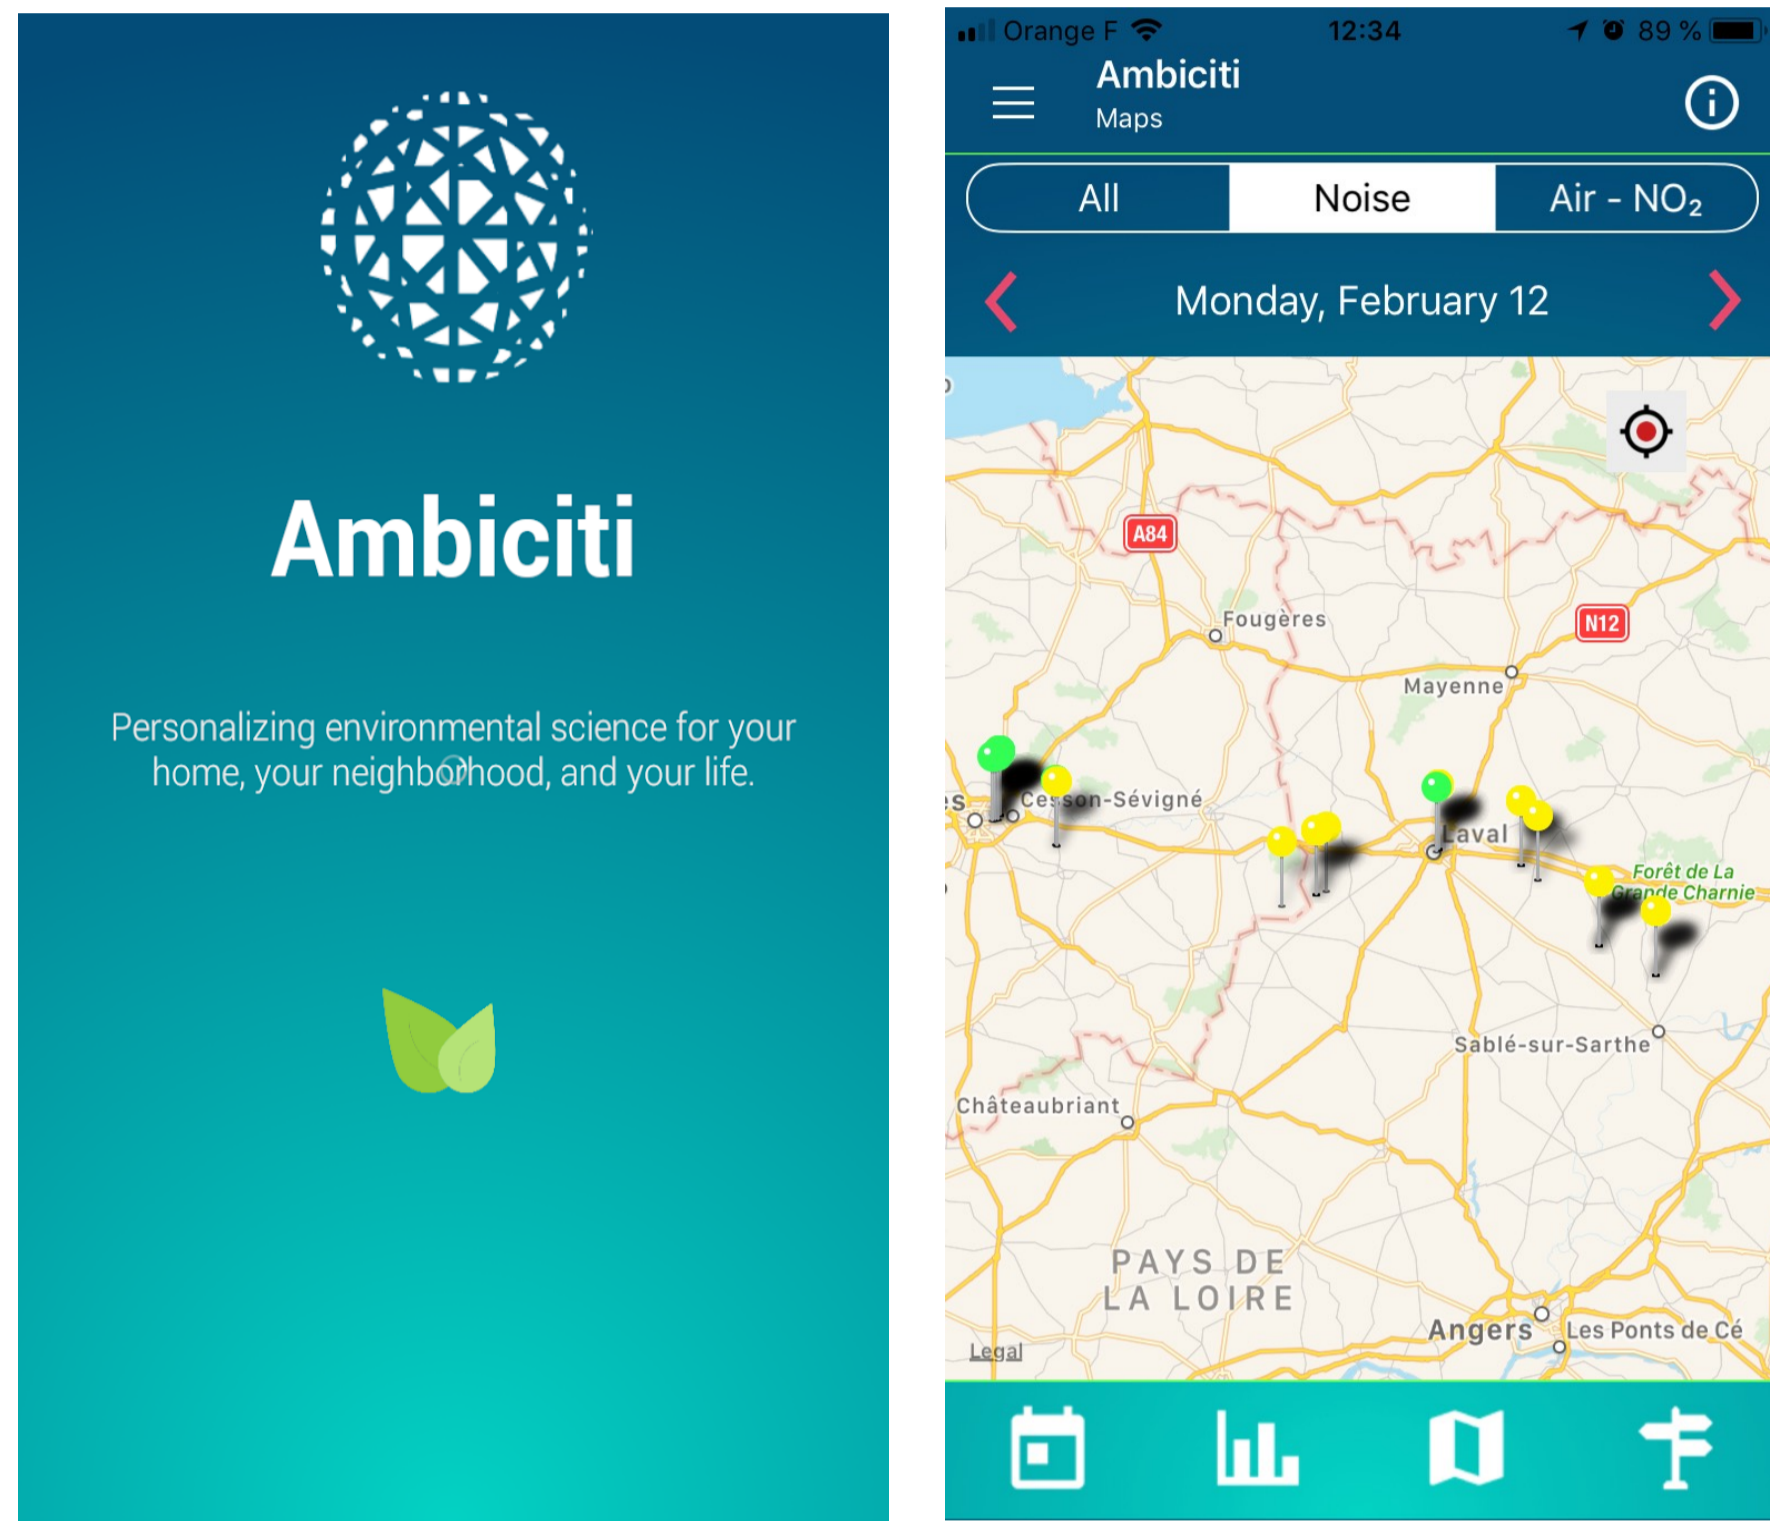 Ambiciti
Personalizing environmental science for your
home, your neighborhood, and your life.
Orange F
12:34
89 %
Ambiciti
Maps
All
Noise
Air - NO₂
Monday, February 12
A84
Fougères
N12
Mayenne
es
Cesson-Sévigné
Laval
Forêt de La
Grande Charnie
Sablé-sur-Sarthe
Châteaubriant
PAYS DE
LA LOIRE
Angers
Les Ponts de Cé
Legal